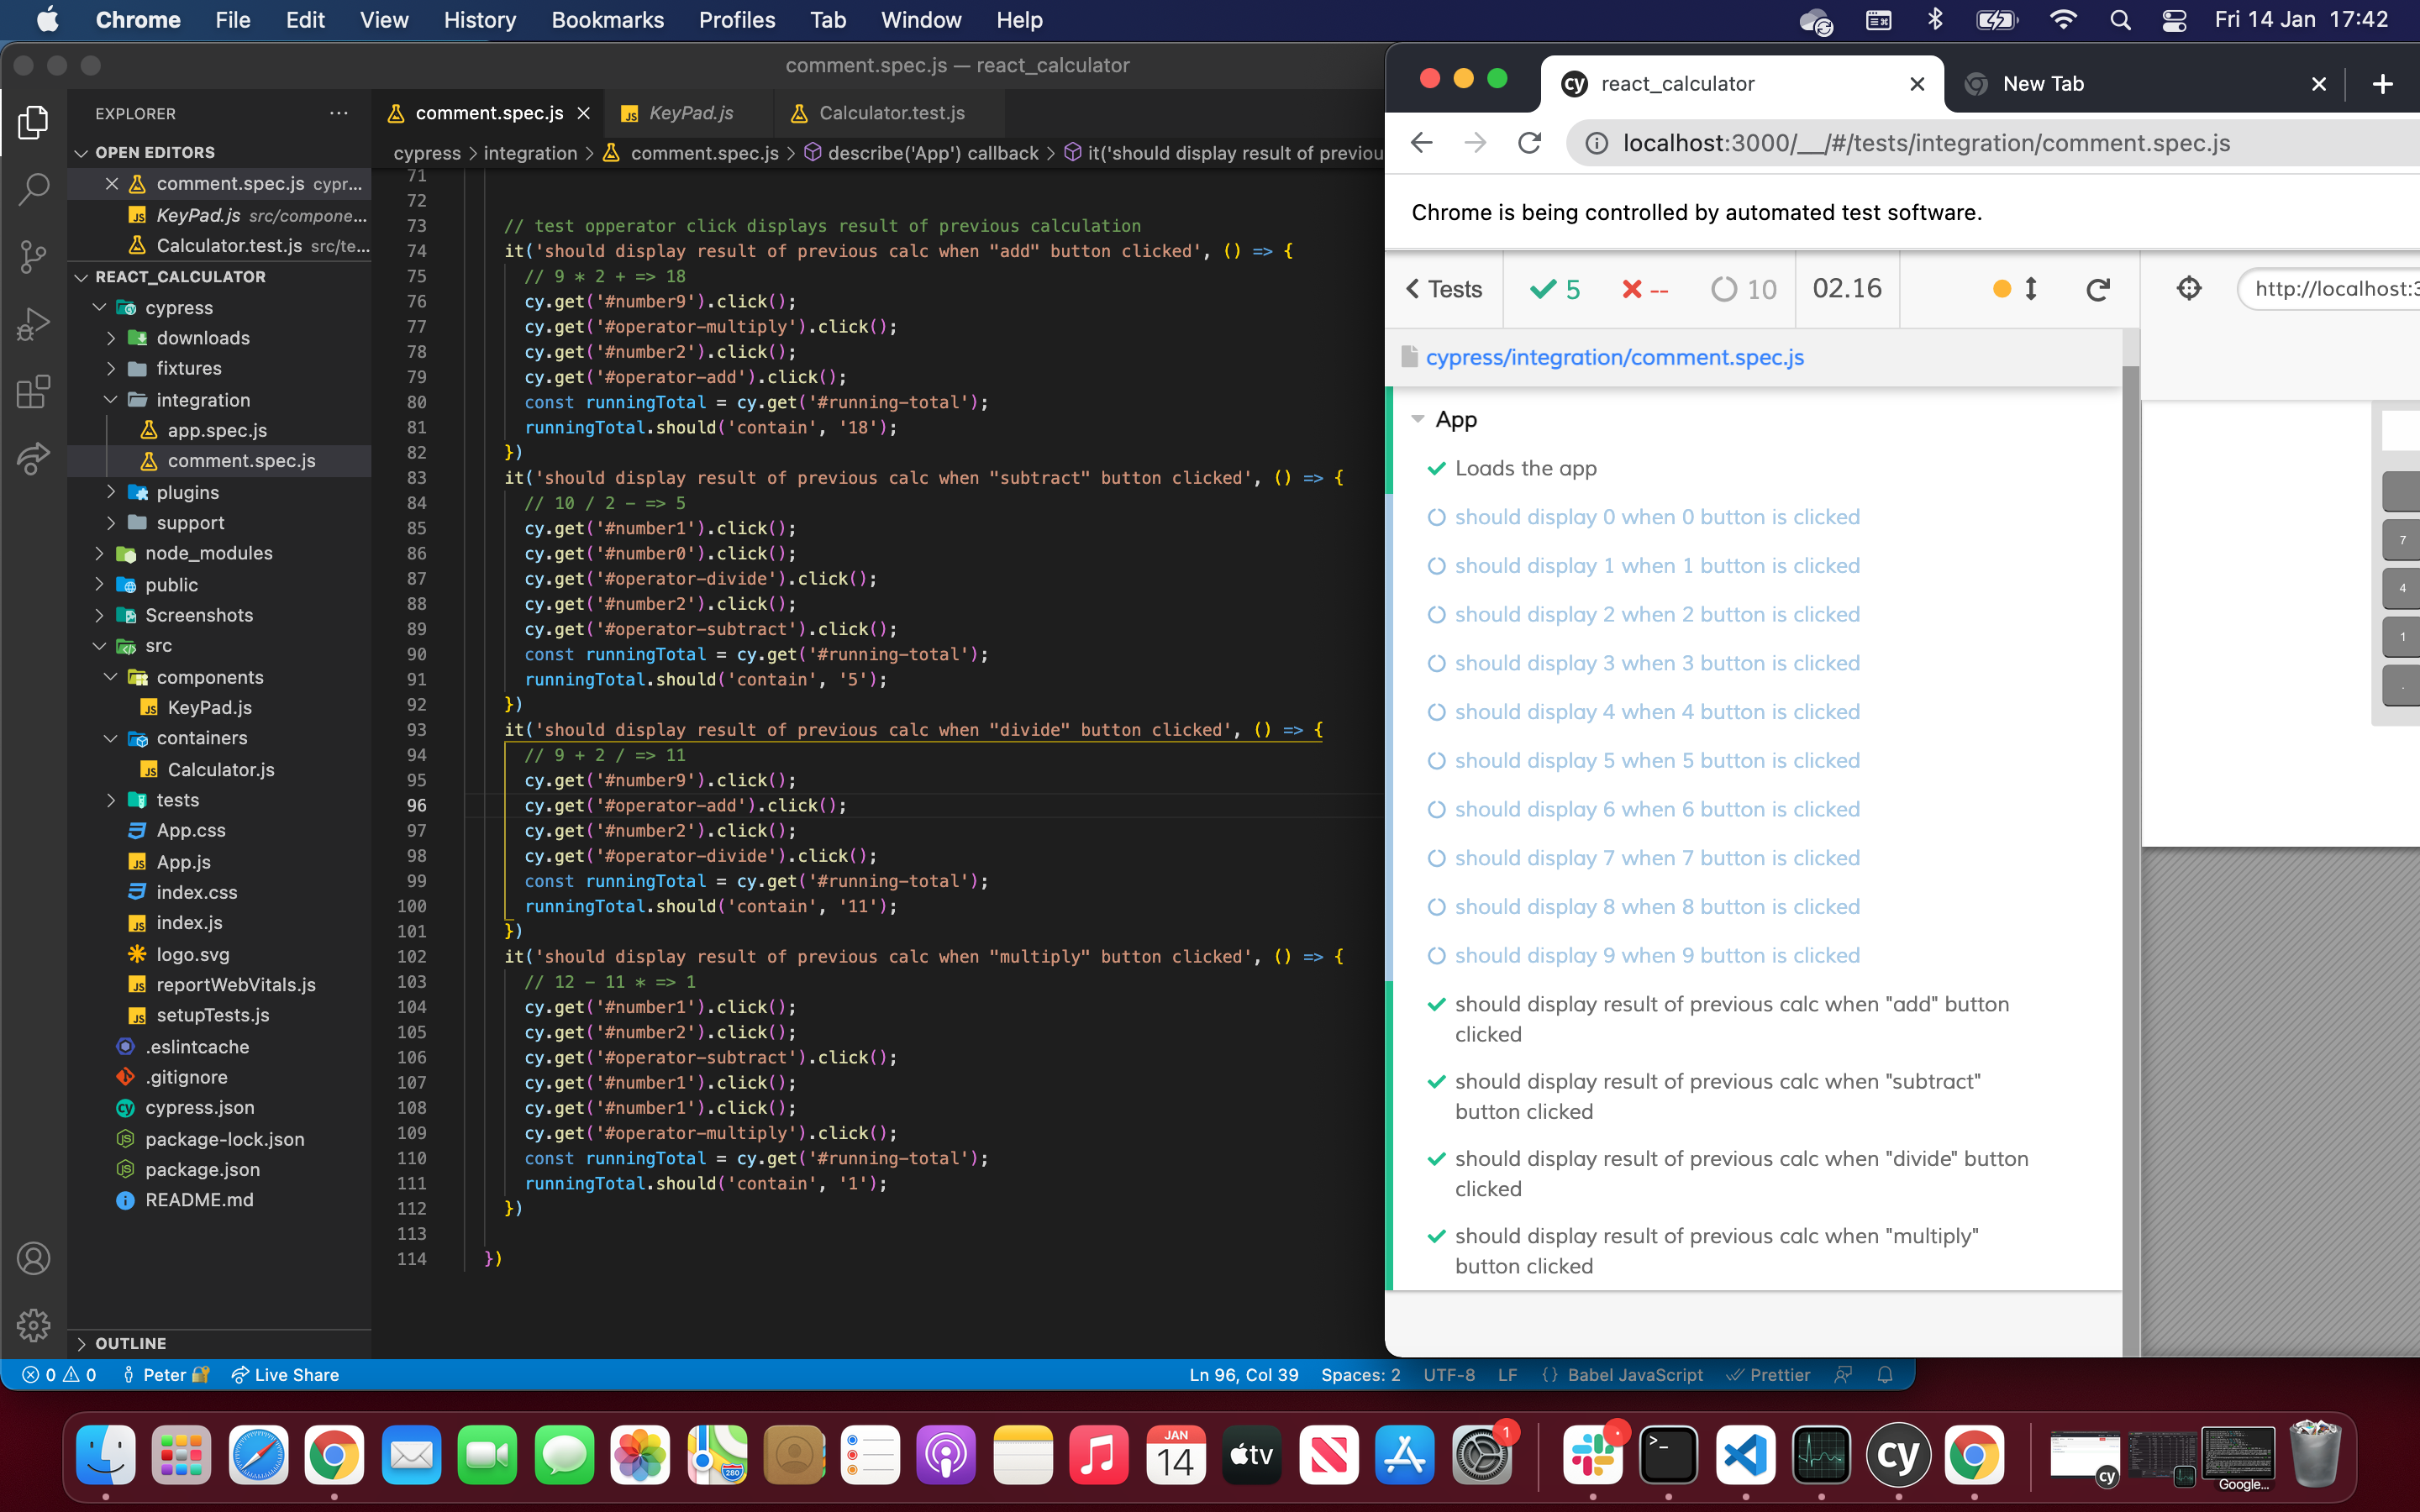 Chrome File Edit View History Bookmarks Profiles Tab Window Help Fri 14 Jan 17:42
comment.spec.js — react_calculator
EXPLORER ...
OPEN EDITORS
comment.spec.js cypr...
KeyPad.js src/compone...
Calculator.test.js src/te...
REACT_CALCULATOR
cypress
downloads
fixtures
integration
app.spec.js
comment.spec.js
plugins
support
node_modules
public
Screenshots
src
components
KeyPad.js
containers
Calculator.js
tests
App.css
App.js
index.css
index.js
logo.svg
reportWebVitals.js
setupTests.js
.eslintcache
.gitignore
cypress.json
package-lock.json
package.json
README.md
OUTLINE
comment.spec.js KeyPad.js Calculator.test.js
cypress > integration > comment.spec.js > describe('App') callback > it('should display result of previou
71
72
73 // test opperator click displays result of previous calculation
74 it('should display result of previous calc when "add" button clicked', () => {
75 // 9 * 2 + => 18
76 cy.get('#number9').click();
77 cy.get('#operator-multiply').click();
78 cy.get('#number2').click();
79 cy.get('#operator-add').click();
80 const runningTotal = cy.get('#running-total');
81 runningTotal.should('contain', '18');
82 })
83 it('should display result of previous calc when "subtract" button clicked', () => {
84 // 10 / 2 - => 5
85 cy.get('#number1').click();
86 cy.get('#number0').click();
87 cy.get('#operator-divide').click();
88 cy.get('#number2').click();
89 cy.get('#operator-subtract').click();
90 const runningTotal = cy.get('#running-total');
91 runningTotal.should('contain', '5');
92 })
93 it('should display result of previous calc when "divide" button clicked', () => {
94 // 9 + 2 / => 11
95 cy.get('#number9').click();
96 cy.get('#operator-add').click();
97 cy.get('#number2').click();
98 cy.get('#operator-divide').click();
99 const runningTotal = cy.get('#running-total');
100 runningTotal.should('contain', '11');
101 })
102 it('should display result of previous calc when "multiply" button clicked', () => {
103 // 12 - 11 * => 1
104 cy.get('#number1').click();
105 cy.get('#number2').click();
106 cy.get('#operator-subtract').click();
107 cy.get('#number1').click();
108 cy.get('#number1').click();
109 cy.get('#operator-multiply').click();
110 const runningTotal = cy.get('#running-total');
111 runningTotal.should('contain', '1');
112 })
113
114 })
0 0 Peter Live Share Ln 96, Col 39 Spaces: 2 UTF-8 LF {} Babel JavaScript Prettier
cy react_calculator New Tab
localhost:3000/__/#/tests/integration/comment.spec.js
Chrome is being controlled by automated test software.
Tests 5 -- 10 02.16 http://localhost:3
cypress/integration/comment.spec.js
App
Loads the app
should display 0 when 0 button is clicked
should display 1 when 1 button is clicked
should display 2 when 2 button is clicked
should display 3 when 3 button is clicked
should display 4 when 4 button is clicked
should display 5 when 5 button is clicked
should display 6 when 6 button is clicked
should display 7 when 7 button is clicked
should display 8 when 8 button is clicked
should display 9 when 9 button is clicked
should display result of previous calc when "add" button
clicked
should display result of previous calc when "subtract"
button clicked
should display result of previous calc when "divide" button
clicked
should display result of previous calc when "multiply"
button clicked
7
4
1
.
JAN
14
tv
280
1
>_
cy
cy
Google...